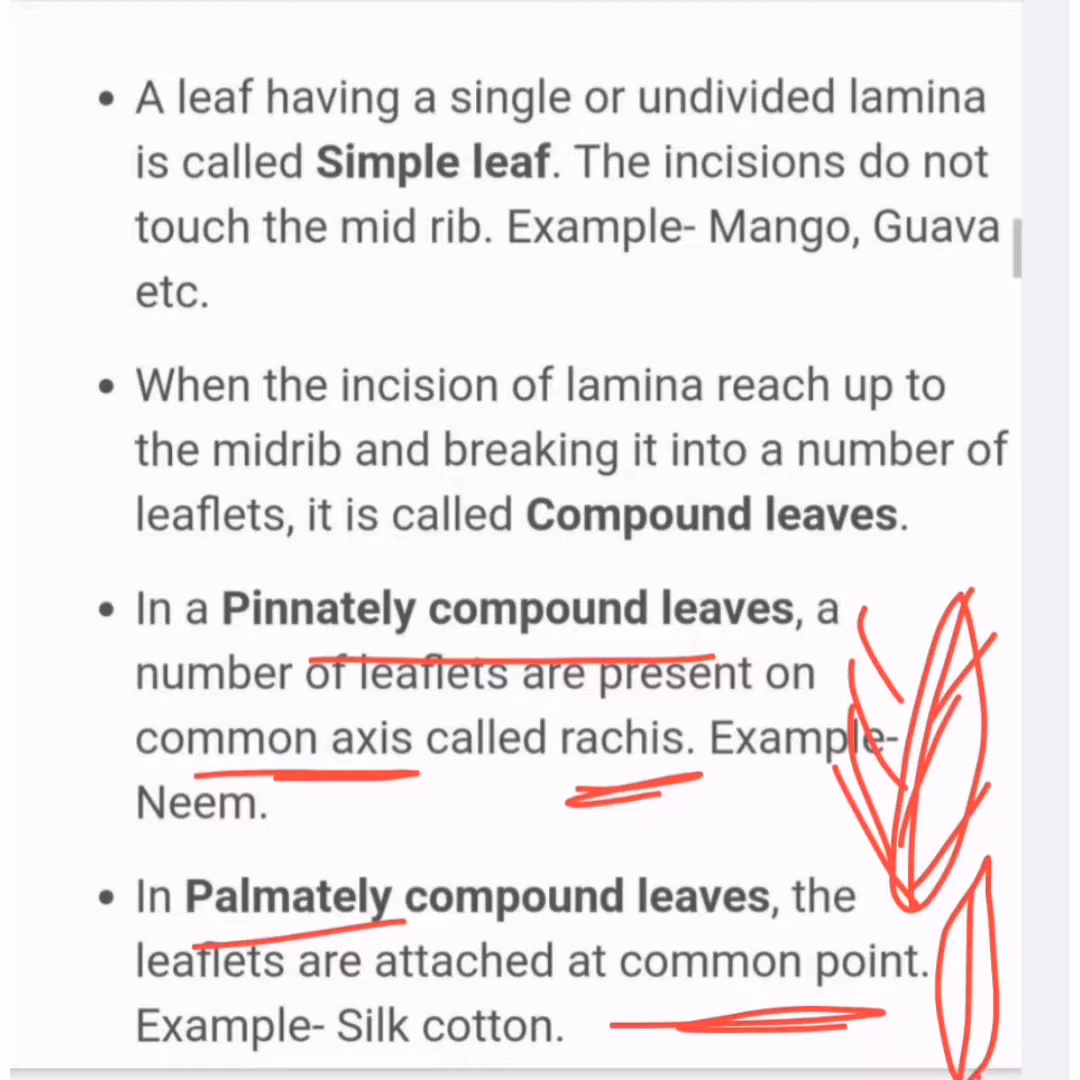 • A leaf having a single or undivided lamina
is called Simple leaf. The incisions do not
touch the mid rib. Example- Mango, Guava
etc.
• When the incision of lamina reach up to
the midrib and breaking it into a number of
leaflets, it is called Compound leaves.
• In a Pinnately compound leaves, a
number of leaflets are present on
common axis called rachis. Example-
Neem.
• In Palmately compound leaves, the
leaflets are attached at common point.
Example- Silk cotton.